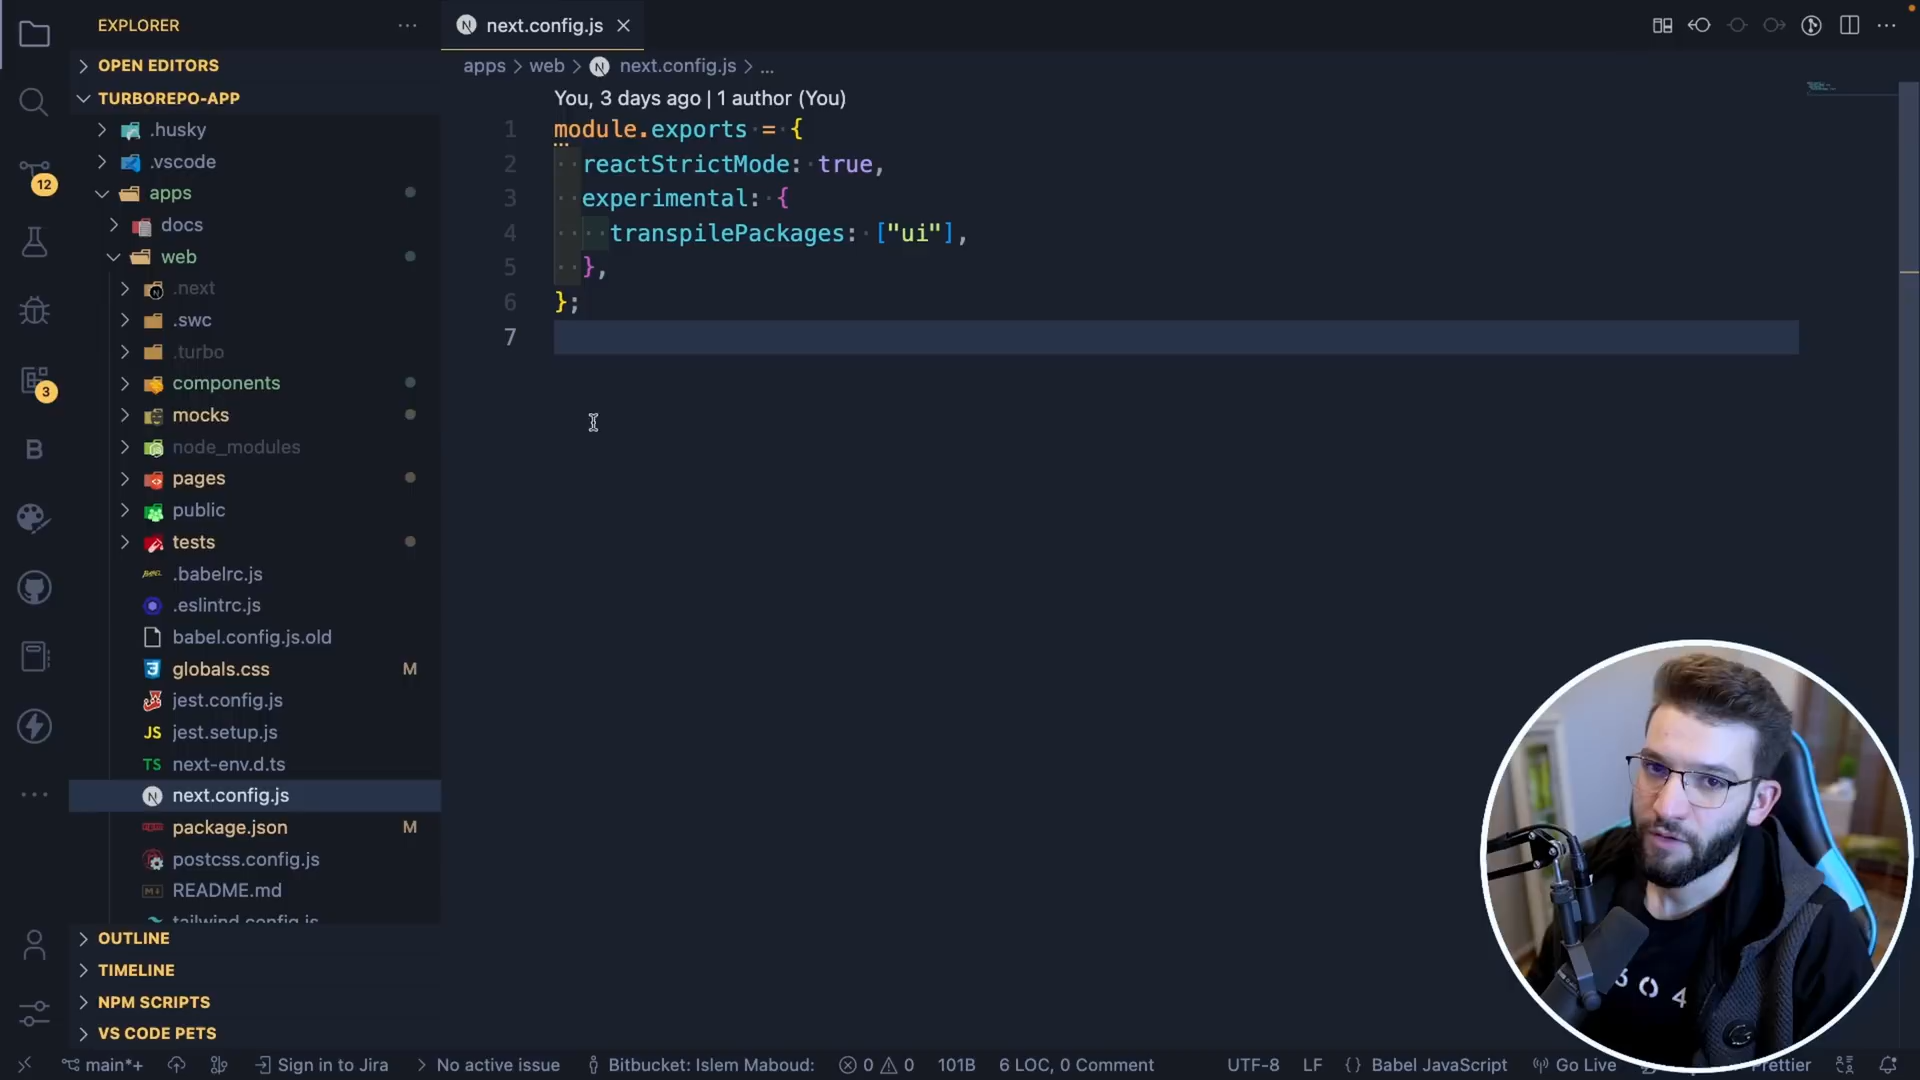 EXPLORER
next.config.js
OPEN EDITORS
TURBOREPO-APP
.husky
.vscode
apps
docs
web
.next
.swc
.turbo
components
mocks
node_modules
pages
public
tests
.babelrc.js
.eslintrc.js
babel.config.js.old
globals.css M
jest.config.js
JS jest.setup.js
TS next-env.d.ts
next.config.js
package.json M
postcss.config.js
README.md
tailwind.config.js
OUTLINE
TIMELINE
NPM SCRIPTS
VS CODE PETS
12
3
B
apps > web > next.config.js > ...
You, 3 days ago | 1 author (You)
1 module.exports = {
2 reactStrictMode: true,
3 experimental: {
4 transpilePackages: ["ui"],
5 },
6 };
7
main*+ Sign in to Jira No active issue Bitbucket: Islem Maboud: 0 0 101B 6 LOC, 0 Comment UTF-8 LF {} Babel JavaScript Go Live Prettier